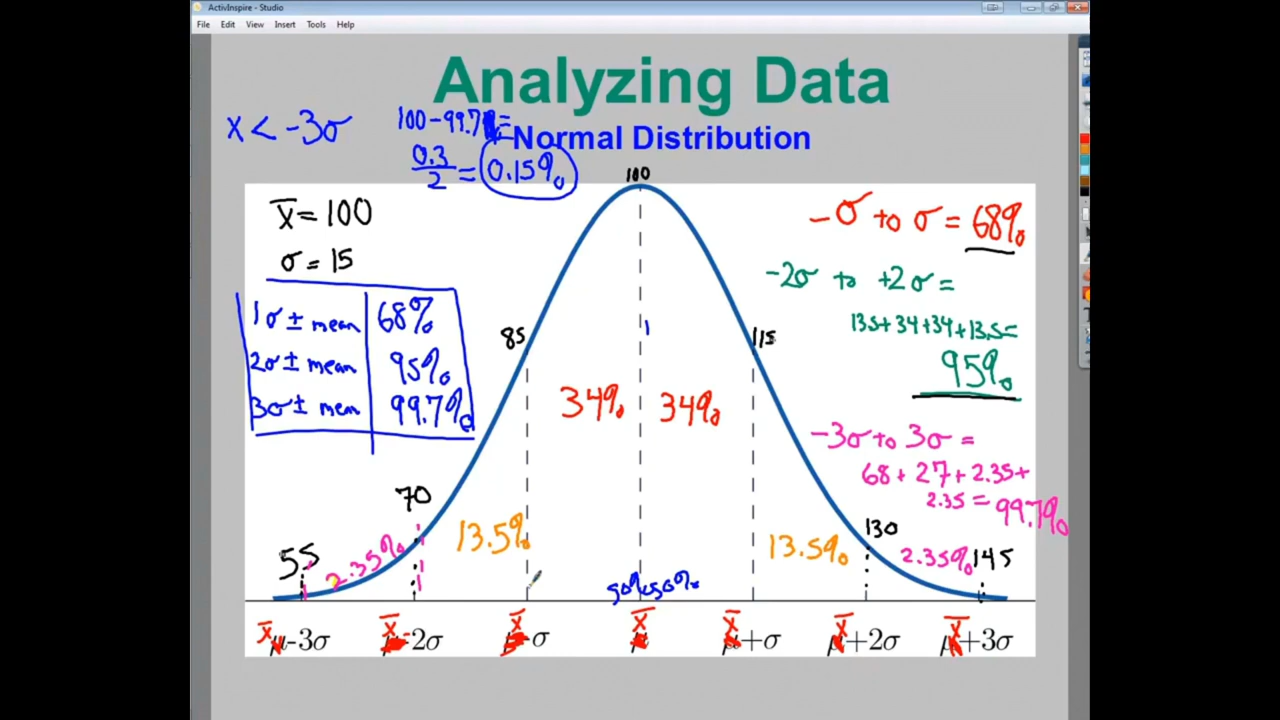 ActivInspire - Studio
File Edit View Insert Tools Help
Analyzing Data
Normal Distribution
x < -3σ
100-99.7%=
0.3/2 = 0.15%
100
x̄ = 100
σ = 15
1σ ± mean 68%
2σ ± mean 95%
3σ ± mean 99.7%
-σ to σ = 68%
-2σ to +2σ =
13.5+34+34+13.5=
95%
-3σ to 3σ =
68 + 27 + 2.35+
2.35 = 99.7%
85
115
34% 34%
70
130
13.5%
13.5%
55
145
2.35%
2.35%
50% 50%
x̄-3σ x̄-2σ x̄-σ x̄ x̄+σ x̄+2σ x̄+3σ